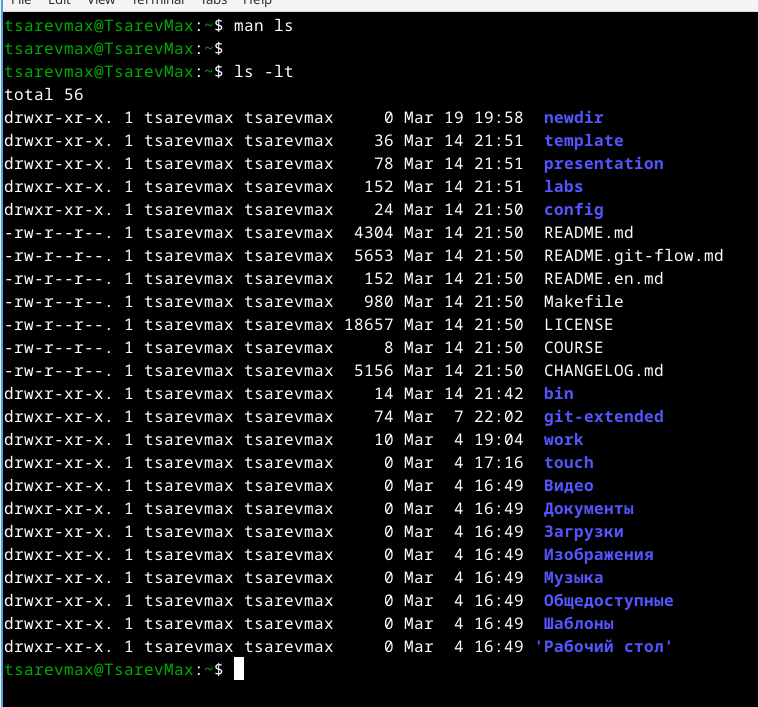 File Edit View Terminal Tabs Help
tsarevmax@TsarevMax:~$ man ls
tsarevmax@TsarevMax:~$
tsarevmax@TsarevMax:~$ ls -lt
total 56
drwxr-xr-x. 1 tsarevmax tsarevmax     0 Mar 19 19:58  newdir
drwxr-xr-x. 1 tsarevmax tsarevmax    36 Mar 14 21:51  template
drwxr-xr-x. 1 tsarevmax tsarevmax    78 Mar 14 21:51  presentation
drwxr-xr-x. 1 tsarevmax tsarevmax   152 Mar 14 21:51  labs
drwxr-xr-x. 1 tsarevmax tsarevmax    24 Mar 14 21:50  config
-rw-r--r--. 1 tsarevmax tsarevmax  4304 Mar 14 21:50  README.md
-rw-r--r--. 1 tsarevmax tsarevmax  5653 Mar 14 21:50  README.git-flow.md
-rw-r--r--. 1 tsarevmax tsarevmax   152 Mar 14 21:50  README.en.md
-rw-r--r--. 1 tsarevmax tsarevmax   980 Mar 14 21:50  Makefile
-rw-r--r--. 1 tsarevmax tsarevmax 18657 Mar 14 21:50  LICENSE
-rw-r--r--. 1 tsarevmax tsarevmax     8 Mar 14 21:50  COURSE
-rw-r--r--. 1 tsarevmax tsarevmax  5156 Mar 14 21:50  CHANGELOG.md
drwxr-xr-x. 1 tsarevmax tsarevmax    14 Mar 14 21:42  bin
drwxr-xr-x. 1 tsarevmax tsarevmax    74 Mar  7 22:02  git-extended
drwxr-xr-x. 1 tsarevmax tsarevmax    10 Mar  4 19:04  work
drwxr-xr-x. 1 tsarevmax tsarevmax     0 Mar  4 17:16  touch
drwxr-xr-x. 1 tsarevmax tsarevmax     0 Mar  4 16:49  Видео
drwxr-xr-x. 1 tsarevmax tsarevmax     0 Mar  4 16:49  Документы
drwxr-xr-x. 1 tsarevmax tsarevmax     0 Mar  4 16:49  Загрузки
drwxr-xr-x. 1 tsarevmax tsarevmax     0 Mar  4 16:49  Изображения
drwxr-xr-x. 1 tsarevmax tsarevmax     0 Mar  4 16:49  Музыка
drwxr-xr-x. 1 tsarevmax tsarevmax     0 Mar  4 16:49  Общедоступные
drwxr-xr-x. 1 tsarevmax tsarevmax     0 Mar  4 16:49  Шаблоны
drwxr-xr-x. 1 tsarevmax tsarevmax     0 Mar  4 16:49 'Рабочий стол'
tsarevmax@TsarevMax:~$